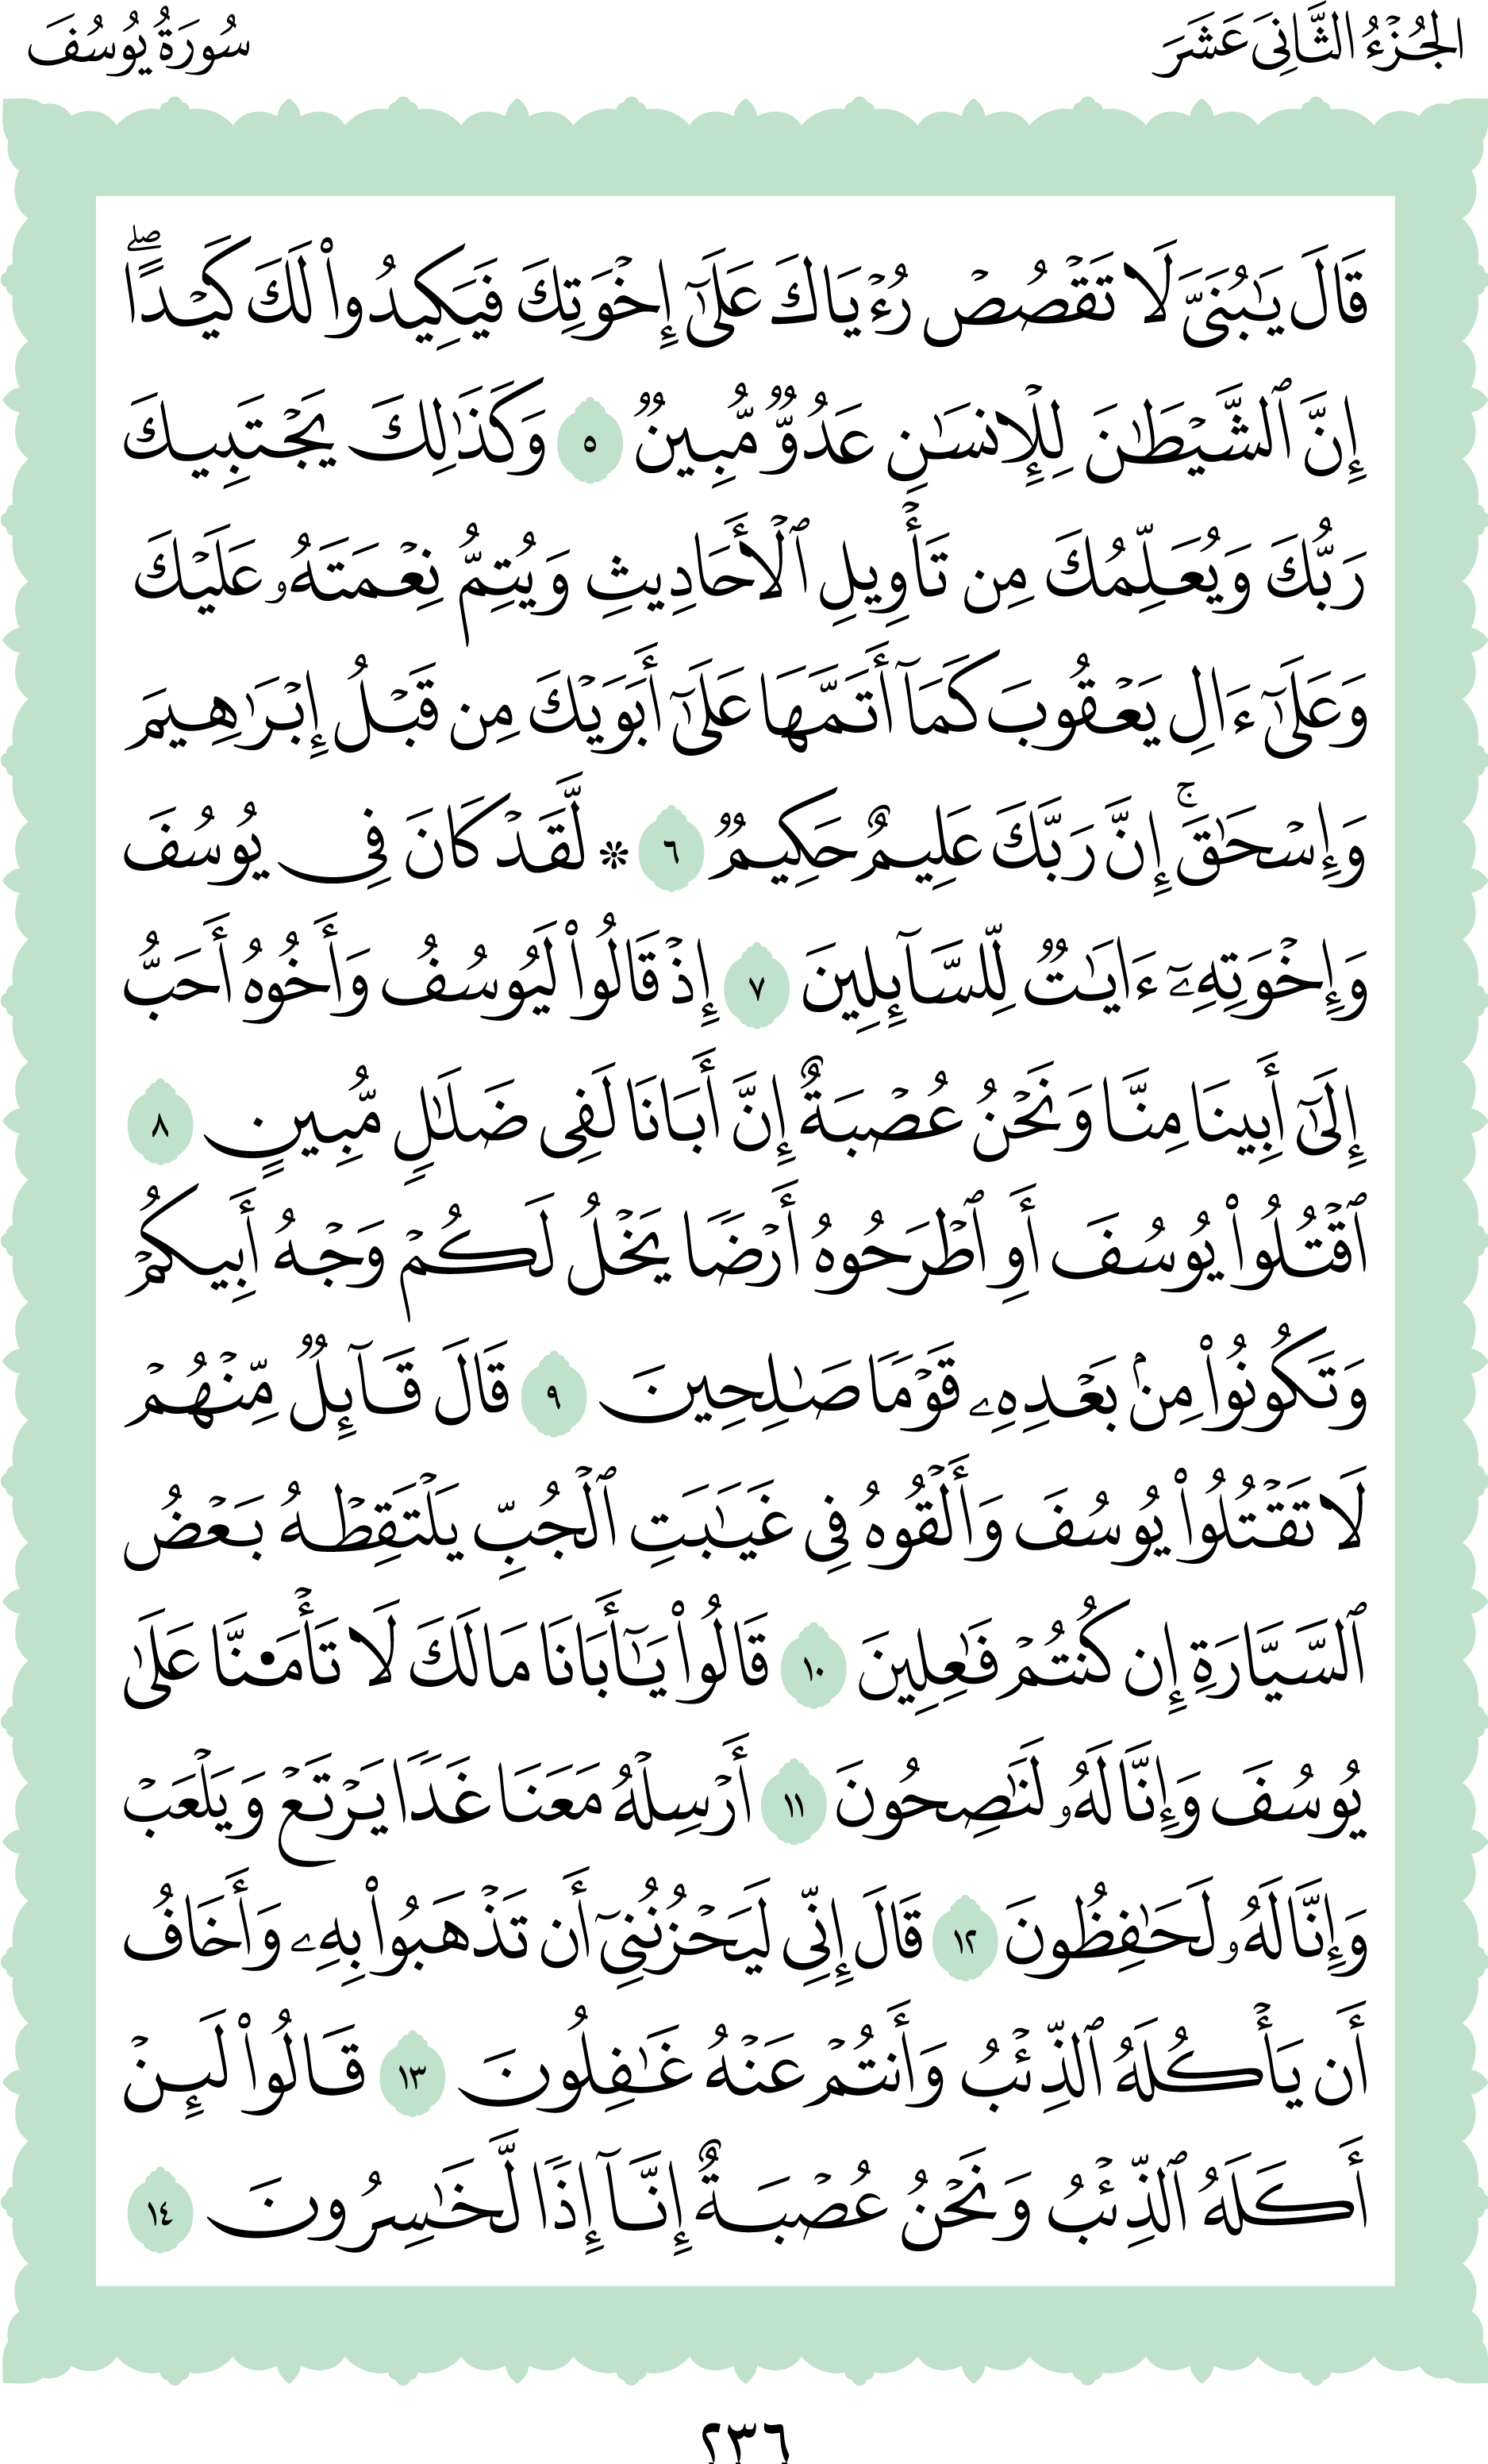 الجُزْءُ الثَّانِيَ عَشَرَ
سُورَةُ يُوسُفَ
قَالَ يَٰبُنَيَّ لَا تَقۡصُصۡ رُءۡيَاكَ عَلَىٰٓ إِخۡوَتِكَ فَيَكِيدُواْ لَكَ كَيۡدًاۖ
إِنَّ ٱلشَّيۡطَٰنَ لِلۡإِنسَٰنِ عَدُوّٞ مُّبِينٞ ٥ وَكَذَٰلِكَ يَجۡتَبِيكَ
رَبُّكَ وَيُعَلِّمُكَ مِن تَأۡوِيلِ ٱلۡأَحَادِيثِ وَيُتِمُّ نِعۡمَتَهُۥ عَلَيۡكَ
وَعَلَىٰٓ ءَالِ يَعۡقُوبَ كَمَآ أَتَمَّهَا عَلَىٰٓ أَبَوَيۡكَ مِن قَبۡلُ إِبۡرَٰهِيمَ
وَإِسۡحَٰقَۚ إِنَّ رَبَّكَ عَلِيمٌ حَكِيمٞ ٦ ۞ لَّقَدۡ كَانَ فِي يُوسُفَ
وَإِخۡوَتِهِۦٓ ءَايَٰتٞ لِّلسَّآئِلِينَ ٧ إِذۡ قَالُواْ لَيُوسُفُ وَأَخُوهُ أَحَبُّ
إِلَىٰٓ أَبِينَا مِنَّا وَنَحۡنُ عُصۡبَةٌ إِنَّ أَبَانَا لَفِي ضَلَٰلٖ مُّبِينٍ ٨
ٱقۡتُلُواْ يُوسُفَ أَوِ ٱطۡرَحُوهُ أَرۡضٗا يَخۡلُ لَكُمۡ وَجۡهُ أَبِيكُمۡ
وَتَكُونُواْ مِنۢ بَعۡدِهِۦ قَوۡمٗا صَٰلِحِينَ ٩ قَالَ قَآئِلٞ مِّنۡهُمۡ
لَا تَقۡتُلُواْ يُوسُفَ وَأَلۡقُوهُ فِي غَيَٰبَتِ ٱلۡجُبِّ يَلۡتَقِطۡهُ بَعۡضُ
ٱلسَّيَّارَةِ إِن كُنتُمۡ فَٰعِلِينَ ١٠ قَالُواْ يَٰٓأَبَانَا مَا لَكَ لَا تَأۡمَ۬نَّا عَلَىٰ
يُوسُفَ وَإِنَّا لَهُۥ لَنَٰصِحُونَ ١١ أَرۡسِلۡهُ مَعَنَا غَدٗا يَرۡتَعۡ وَيَلۡعَبۡ
وَإِنَّا لَهُۥ لَحَٰفِظُونَ ١٢ قَالَ إِنِّي لَيَحۡزُنُنِيٓ أَن تَذۡهَبُواْ بِهِۦ وَأَخَافُ
أَن يَأۡكُلَهُ ٱلذِّئۡبُ وَأَنتُمۡ عَنۡهُ غَٰفِلُونَ ١٣ قَالُواْ لَئِنۡ
أَكَلَهُ ٱلذِّئۡبُ وَنَحۡنُ عُصۡبَةٌ إِنَّآ إِذٗا لَّخَٰسِرُونَ ١٤
٢٣٦